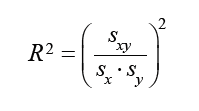 R² = (s_xy / (s_x · s_y))²